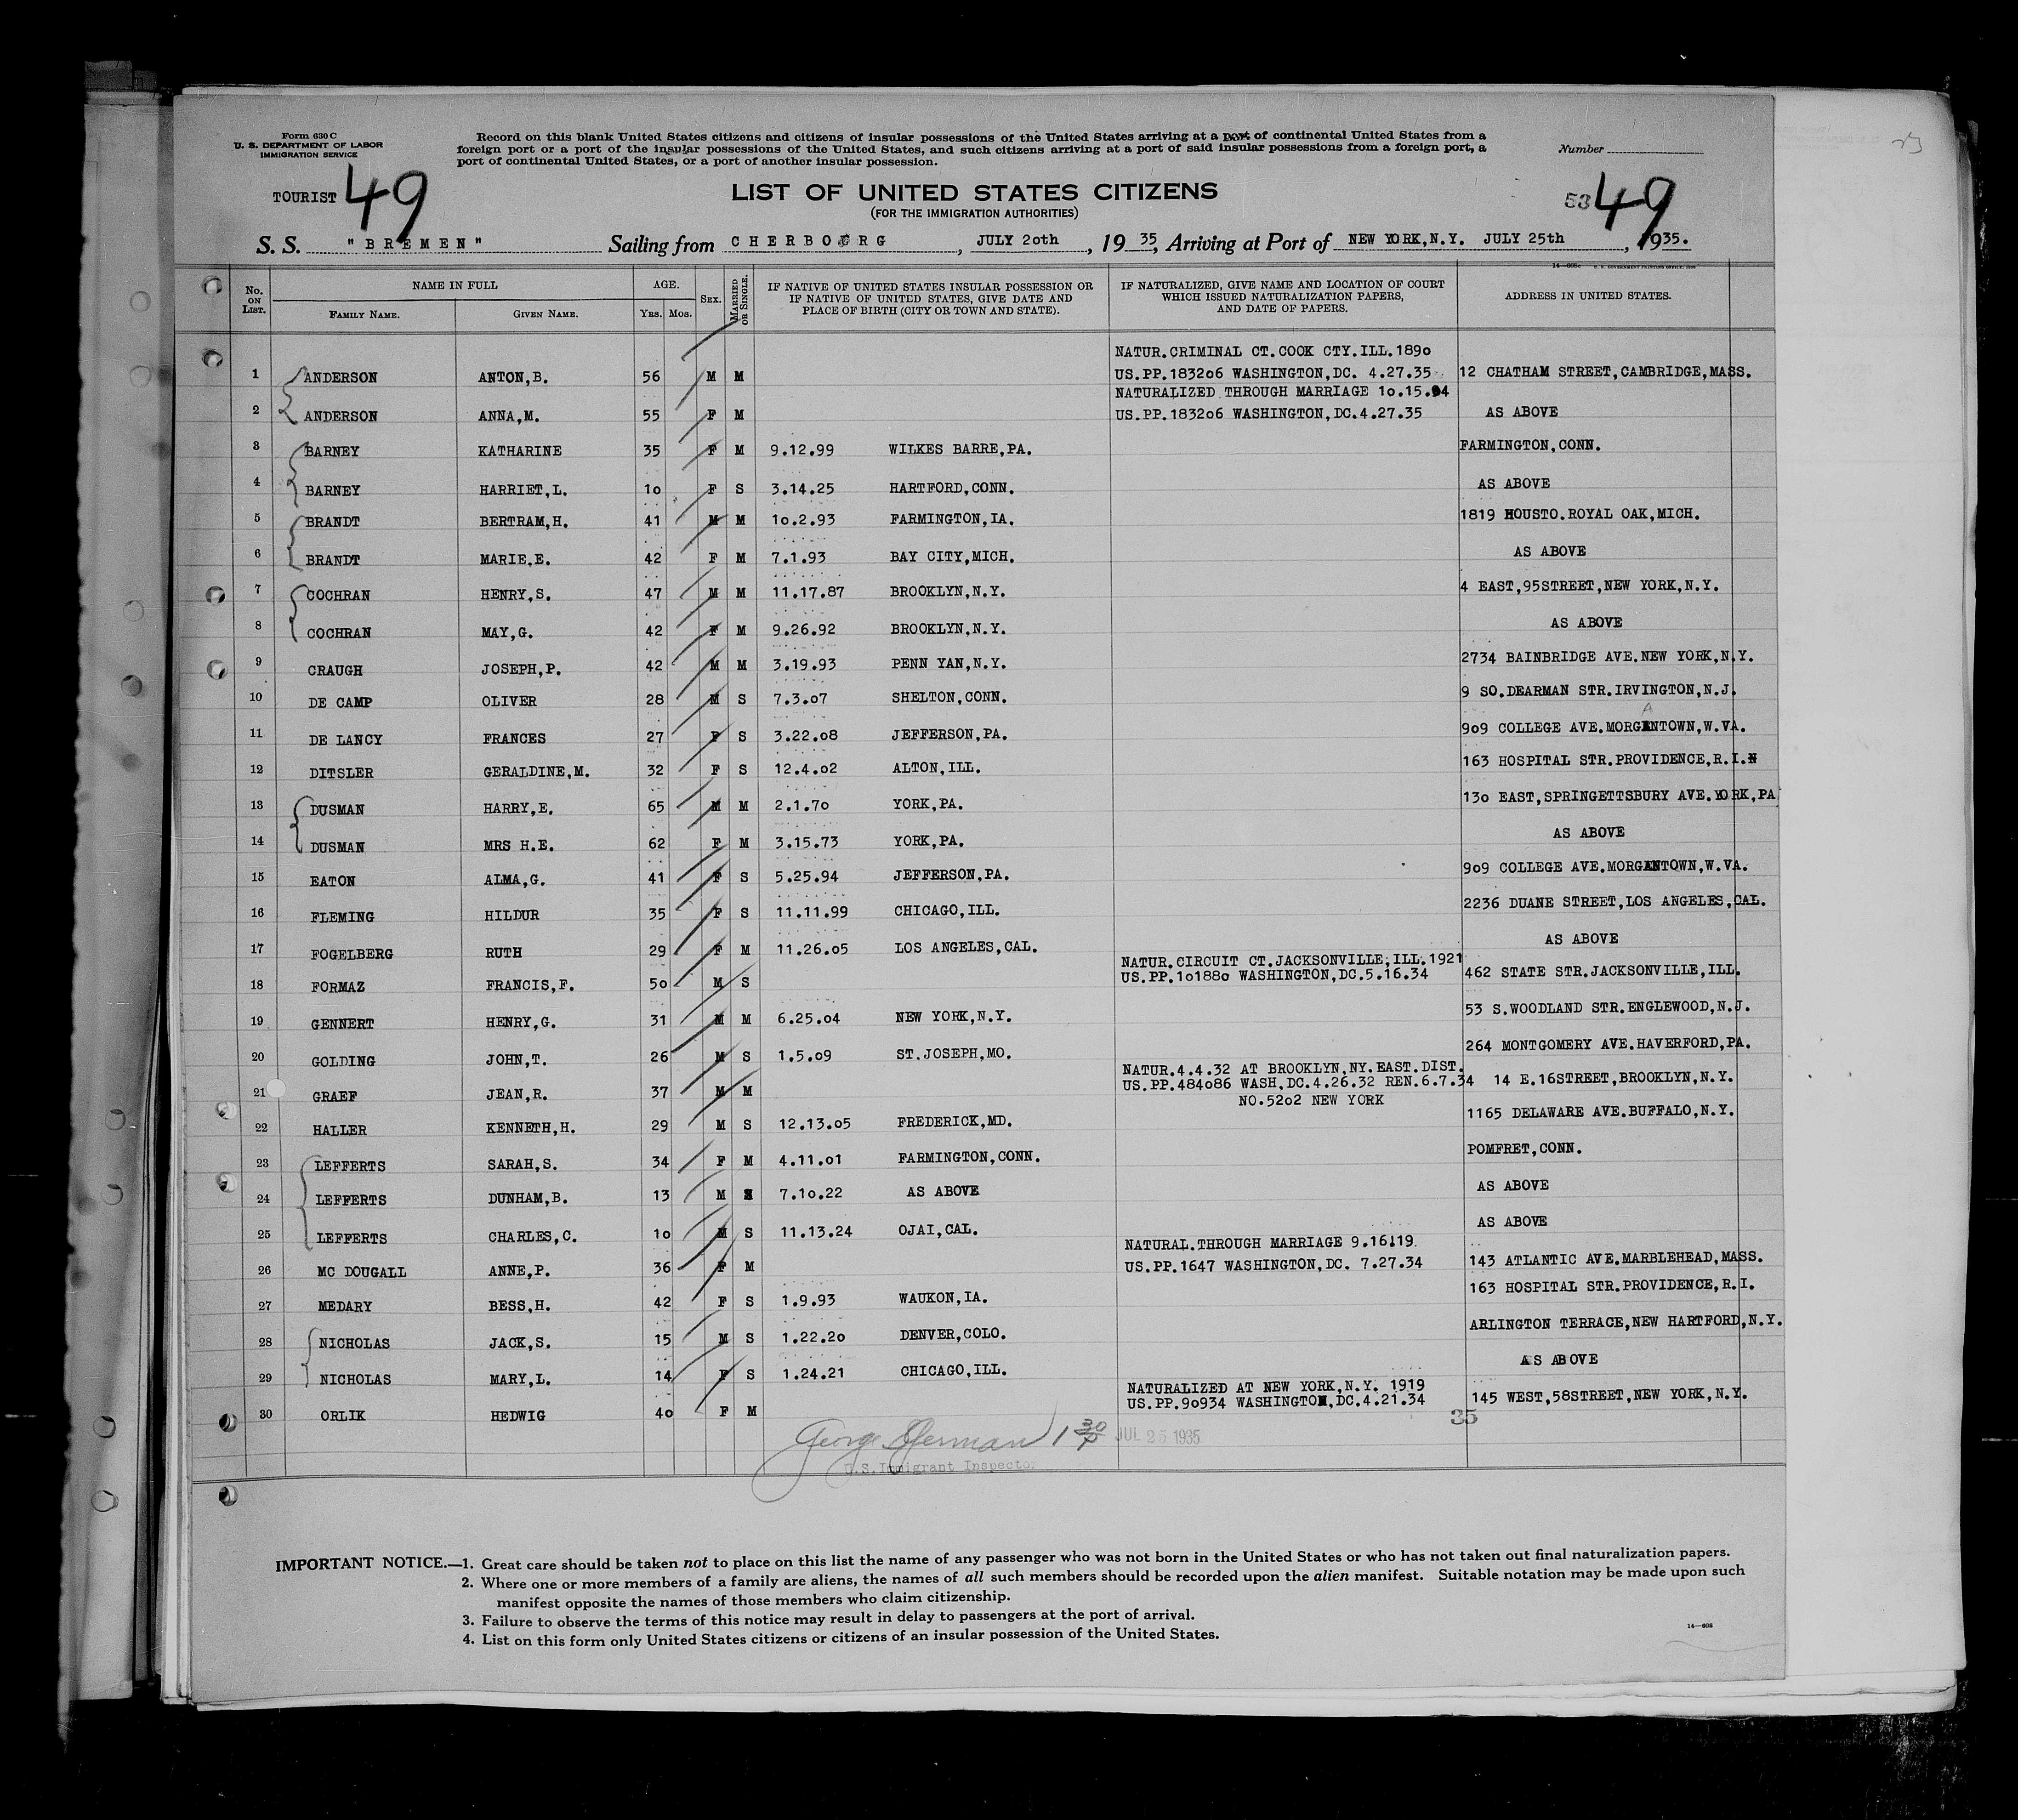 Form 630 C
U. S. DEPARTMENT OF LABOR
IMMIGRATION SERVICE
Record on this blank United States citizens and citizens of insular possessions of the United States arriving at a port of continental United States from a
foreign port or a port of the insular possessions of the United States, and such citizens arriving at a port of said insular possessions from a foreign port, a
port of continental United States, or a port of another insular possession.
Number
TOURIST 49
LIST OF UNITED STATES CITIZENS
(FOR THE IMMIGRATION AUTHORITIES)
53 49
S. S. "BREMEN" Sailing from CHERBOURG, JULY 20th, 19 35, Arriving at Port of NEW YORK,N.Y. JULY 25th, 1935.
No. ON LIST. NAME IN FULL FAMILY NAME. GIVEN NAME. AGE. YRS. MOS. SEX. MARRIED OR SINGLE. IF NATIVE OF UNITED STATES INSULAR POSSESSION OR IF NATIVE OF UNITED STATES, GIVE DATE AND PLACE OF BIRTH (CITY OR TOWN AND STATE). IF NATURALIZED, GIVE NAME AND LOCATION OF COURT WHICH ISSUED NATURALIZATION PAPERS, AND DATE OF PAPERS. ADDRESS IN UNITED STATES.
NATUR.CRIMINAL CT.COOK CTY.ILL.1890
1 ANDERSON ANTON,B. 56 M M US.PP.183206 WASHINGTON,DC. 4.27.35 12 CHATHAM STREET,CAMBRIDGE,MASS.
NATURALIZED THROUGH MARRIAGE 10.15.04
2 ANDERSON ANNA,M. 55 F M US.PP.183206 WASHINGTON,DC.4.27.35 AS ABOVE
3 BARNEY KATHARINE 35 F M 9.12.99 WILKES BARRE,PA. FARMINGTON,CONN.
4 BARNEY HARRIET,L. 10 F S 3.14.25 HARTFORD,CONN. AS ABOVE
5 BRANDT BERTRAM,H. 41 M M 10.2.93 FARMINGTON,IA. 1819 HOUSTO.ROYAL OAK,MICH.
6 BRANDT MARIE,E. 42 F M 7.1.93 BAY CITY,MICH. AS ABOVE
7 COCHRAN HENRY,S. 47 M M 11.17.87 BROOKLYN,N.Y. 4 EAST,95STREET,NEW YORK,N.Y.
8 COCHRAN MAY,G. 42 F M 9.26.92 BROOKLYN,N.Y. AS ABOVE
9 CRAUGH JOSEPH,P. 42 M M 3.19.93 PENN YAN,N.Y. 2734 BAINBRIDGE AVE.NEW YORK,N.Y.
10 DE CAMP OLIVER 28 M S 7.3.07 SHELTON,CONN. 9 SO.DEARMAN STR.IRVINGTON,N.J.
11 DE LANCY FRANCES 27 F S 3.22.08 JEFFERSON,PA. 909 COLLEGE AVE.MORGANTOWN,W.VA.
12 DITSLER GERALDINE,M. 32 F S 12.4.02 ALTON,ILL. 163 HOSPITAL STR.PROVIDENCE,R.I.
13 DUSMAN HARRY,E. 65 M M 2.1.70 YORK,PA. 130 EAST,SPRINGETTSBURY AVE.YORK,PA
14 DUSMAN MRS H.E. 62 F M 3.15.73 YORK,PA. AS ABOVE
15 EATON ALMA,G. 41 F S 5.25.94 JEFFERSON,PA. 909 COLLEGE AVE.MORGANTOWN,W.VA.
16 FLEMING HILDUR 35 F S 11.11.99 CHICAGO,ILL. 2236 DUANE STREET,LOS ANGELES,CAL.
17 FOGELBERG RUTH 29 F M 11.26.05 LOS ANGELES,CAL. AS ABOVE
NATUR.CIRCUIT CT.JACKSONVILLE,ILL.1921
18 FORMAZ FRANCIS,F. 50 M S US.PP.101880 WASHINGTON,DC.5.16.34 462 STATE STR.JACKSONVILLE,ILL.
19 GENNERT HENRY,G. 31 M M 6.25.04 NEW YORK,N.Y. 53 S.WOODLAND STR.ENGLEWOOD,N.J.
20 GOLDING JOHN,T. 26 M S 1.5.09 ST.JOSEPH,MO. 264 MONTGOMERY AVE.HAVERFORD,PA.
NATUR.4.4.32 AT BROOKLYN,NY.EAST.DIST.
21 GRAEF JEAN,R. 37 M M US.PP.484086 WASH,DC.4.26.32 REN.6.7.34 14 E.16STREET,BROOKLYN,N.Y.
NO.5202 NEW YORK
22 HALLER KENNETH,H. 29 M S 12.13.05 FREDERICK,MD. 1165 DELAWARE AVE.BUFFALO,N.Y.
23 LEFFERTS SARAH,S. 34 F M 4.11.01 FARMINGTON,CONN. POMFRET,CONN.
24 LEFFERTS DUNHAM,B. 13 M S 7.10.22 AS ABOVE AS ABOVE
25 LEFFERTS CHARLES,C. 10 M S 11.13.24 OJAI,CAL. AS ABOVE
NATURAL.THROUGH MARRIAGE 9.16.19
26 MC DOUGALL ANNE,P. 36 F M US.PP.1647 WASHINGTON,DC. 7.27.34 143 ATLANTIC AVE.MARBLEHEAD,MASS.
27 MEDARY BESS,H. 42 F S 1.9.93 WAUKON,IA. 163 HOSPITAL STR.PROVIDENCE,R.I.
28 NICHOLAS JACK,S. 15 M S 1.22.20 DENVER,COLO. ARLINGTON TERRACE,NEW HARTFORD,N.Y.
29 NICHOLAS MARY,L. 14 F S 1.24.21 CHICAGO,ILL. AS ABOVE
NATURALIZED AT NEW YORK,N.Y. 1919
30 ORLIK HEDWIG 40 F M US.PP.90934 WASHINGTON,DC.4.21.34 145 WEST,58STREET,NEW YORK,N.Y.
35
George JUL 25 1935
U.S.Immigrant Inspector
IMPORTANT NOTICE.—1. Great care should be taken not to place on this list the name of any passenger who was not born in the United States or who has not taken out final naturalization papers.
2. Where one or more members of a family are aliens, the names of all such members should be recorded upon the alien manifest. Suitable notation may be made upon such
manifest opposite the names of those members who claim citizenship.
3. Failure to observe the terms of this notice may result in delay to passengers at the port of arrival.
4. List on this form only United States citizens or citizens of an insular possession of the United States.
14—608